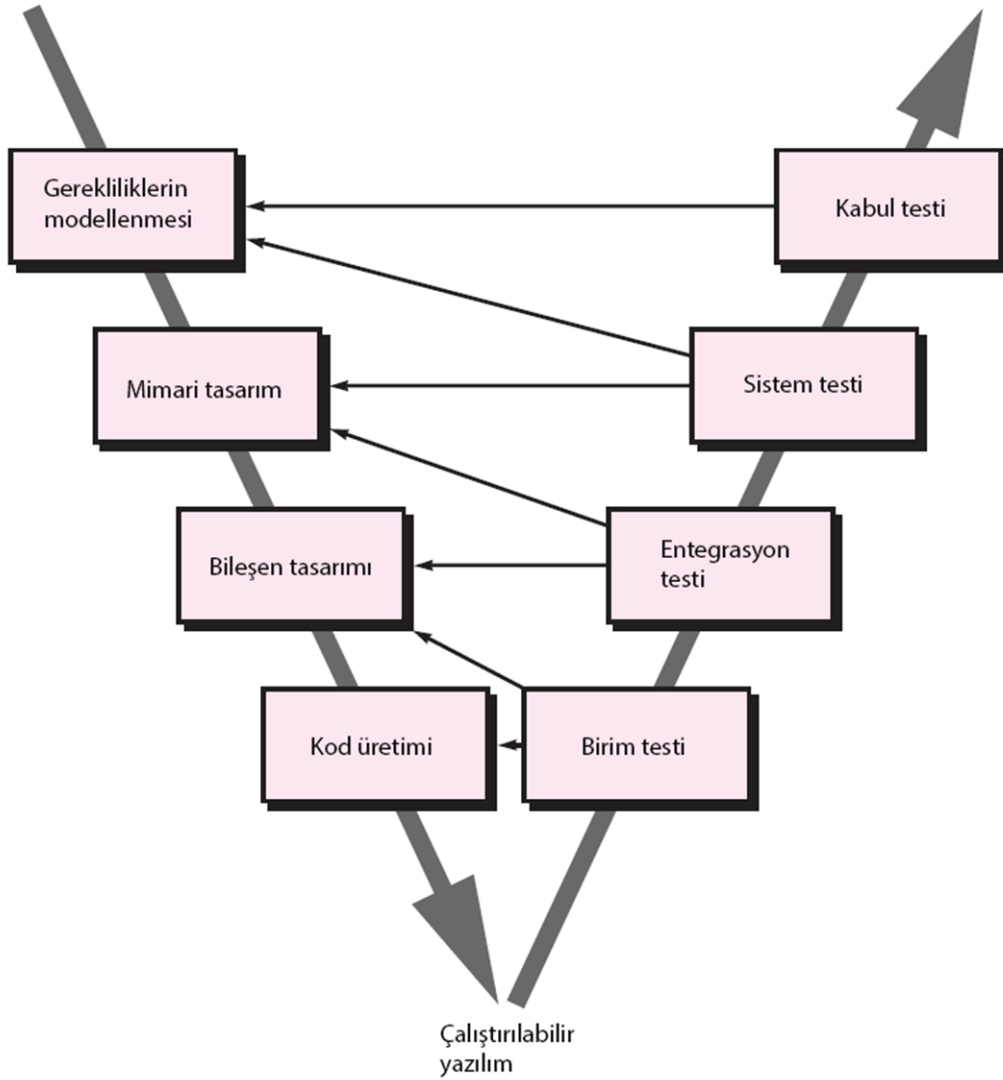 Gerekliliklerin
modellenmesi
Kabul testi
Mimari tasarım
Sistem testi
Bileşen tasarımı
Entegrasyon
testi
Kod üretimi
Birim testi
Çalıştırılabilir
yazılım